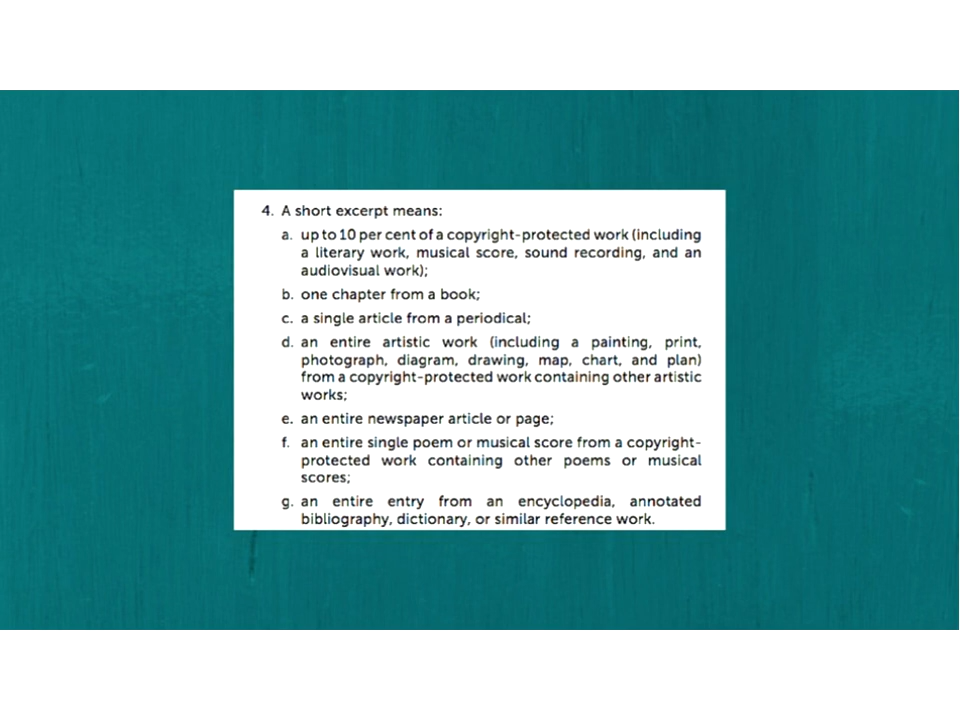 4. A short excerpt means:
a. up to 10 per cent of a copyright-protected work (including
a literary work, musical score, sound recording, and an
audiovisual work);
b. one chapter from a book;
c. a single article from a periodical;
d. an entire artistic work (including a painting, print,
photograph, diagram, drawing, map, chart, and plan)
from a copyright-protected work containing other artistic
works;
e. an entire newspaper article or page;
f. an entire single poem or musical score from a copyright-
protected work containing other poems or musical
scores;
g. an entire entry from an encyclopedia, annotated
bibliography, dictionary, or similar reference work.